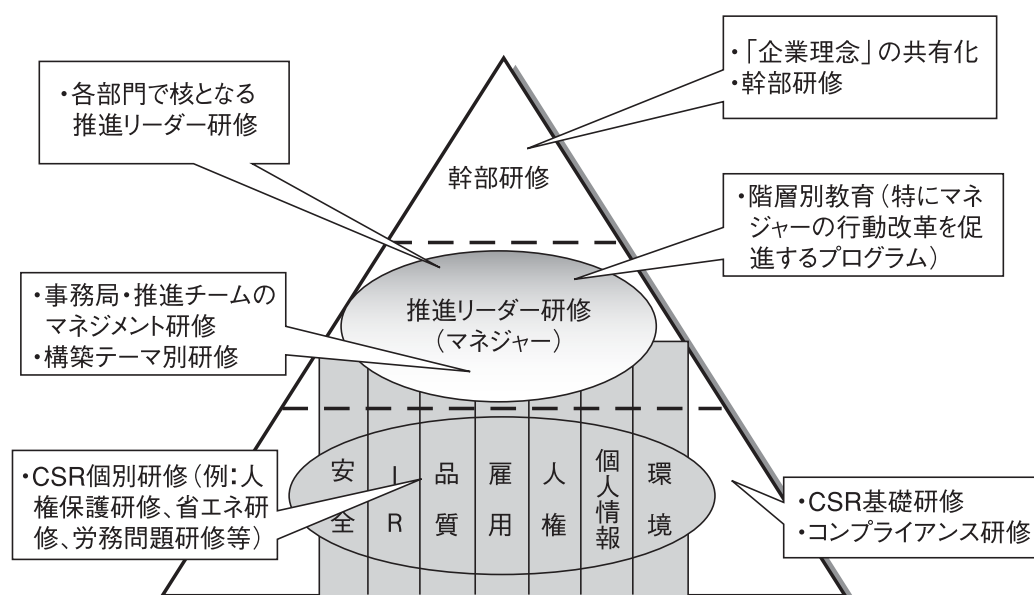 ・「企業理念」の共有化
・幹部研修
・各部門で核となる
推進リーダー研修
幹部研修
・階層別教育（特にマネ
ジャーの行動改革を促
進するプログラム）
・事務局・推進チームの
マネジメント研修
・構築テーマ別研修
推進リーダー研修
（マネジャー）
・CSR個別研修（例：人
権保護研修、省エネ研
修、労務問題研修等）
安全
IR
品質
雇用
人権
個人情報
環境
・CSR基礎研修
・コンプライアンス研修